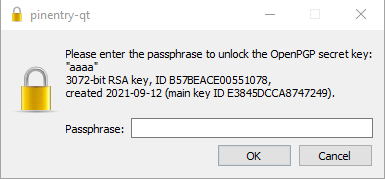 pinentry-qt
Please enter the passphrase to unlock the OpenPGP secret key:
"aaaa"
3072-bit RSA key, ID B57BEACE00551078,
created 2021-09-12 (main key ID E3845DCCA8747249).
Passphrase:
OK Cancel